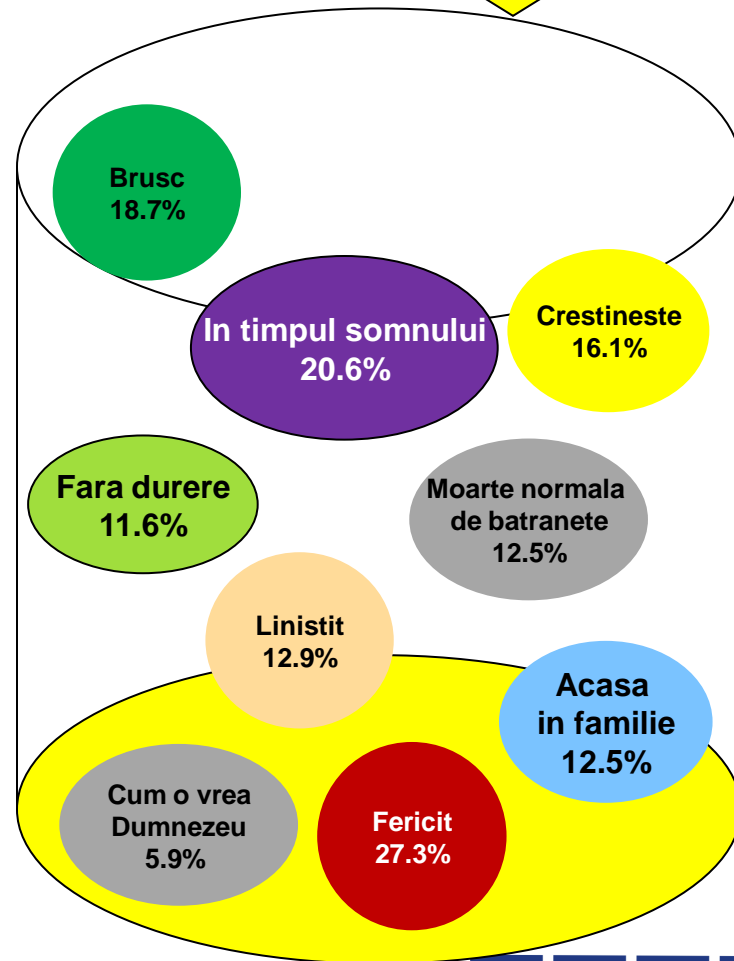 Brusc
18.7%
In timpul somnului
20.6%
Crestineste
16.1%
Fara durere
11.6%
Moarte normala
de batranete
12.5%
Linistit
12.9%
Acasa
in familie
12.5%
Cum o vrea
Dumnezeu
5.9%
Fericit
27.3%